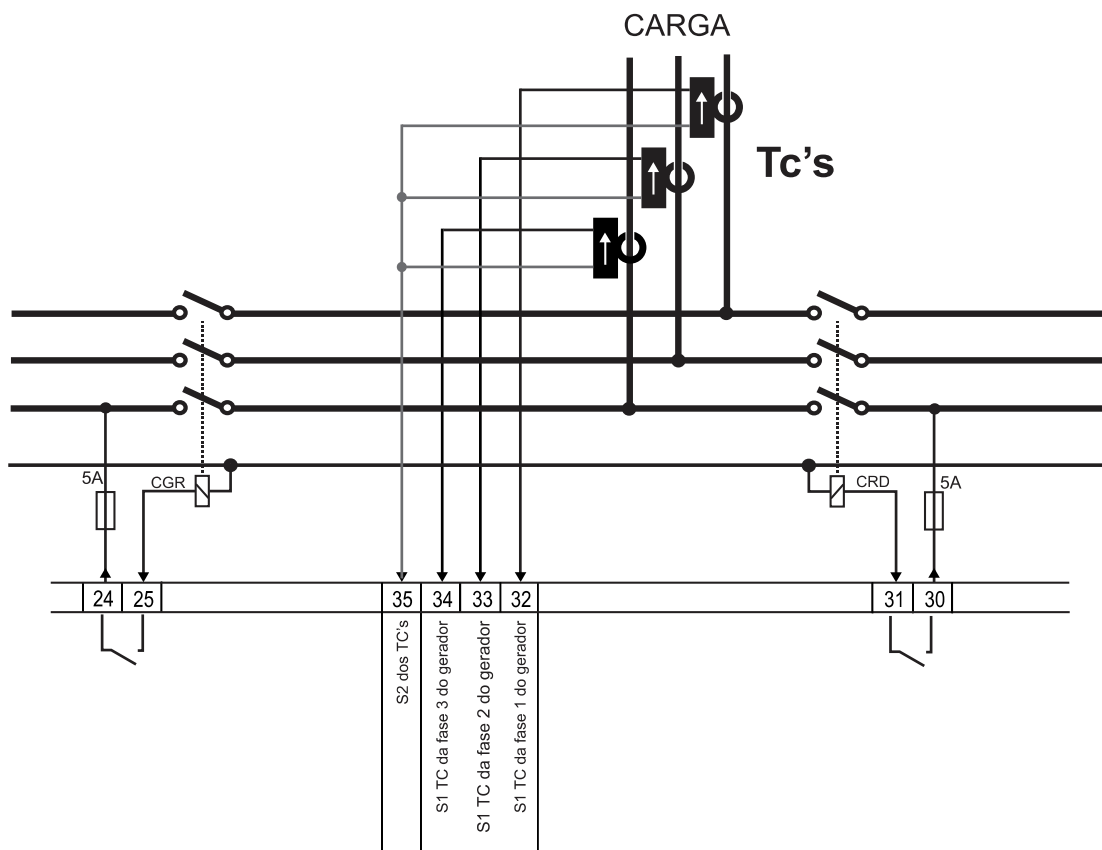 CARGA
Tc's
5A
CGR
CRD
5A
24
25
35
34
33
32
31
30
S2 dos TC's
S1 TC da fase 3 do gerador
S1 TC da fase 2 do gerador
S1 TC da fase 1 do gerador